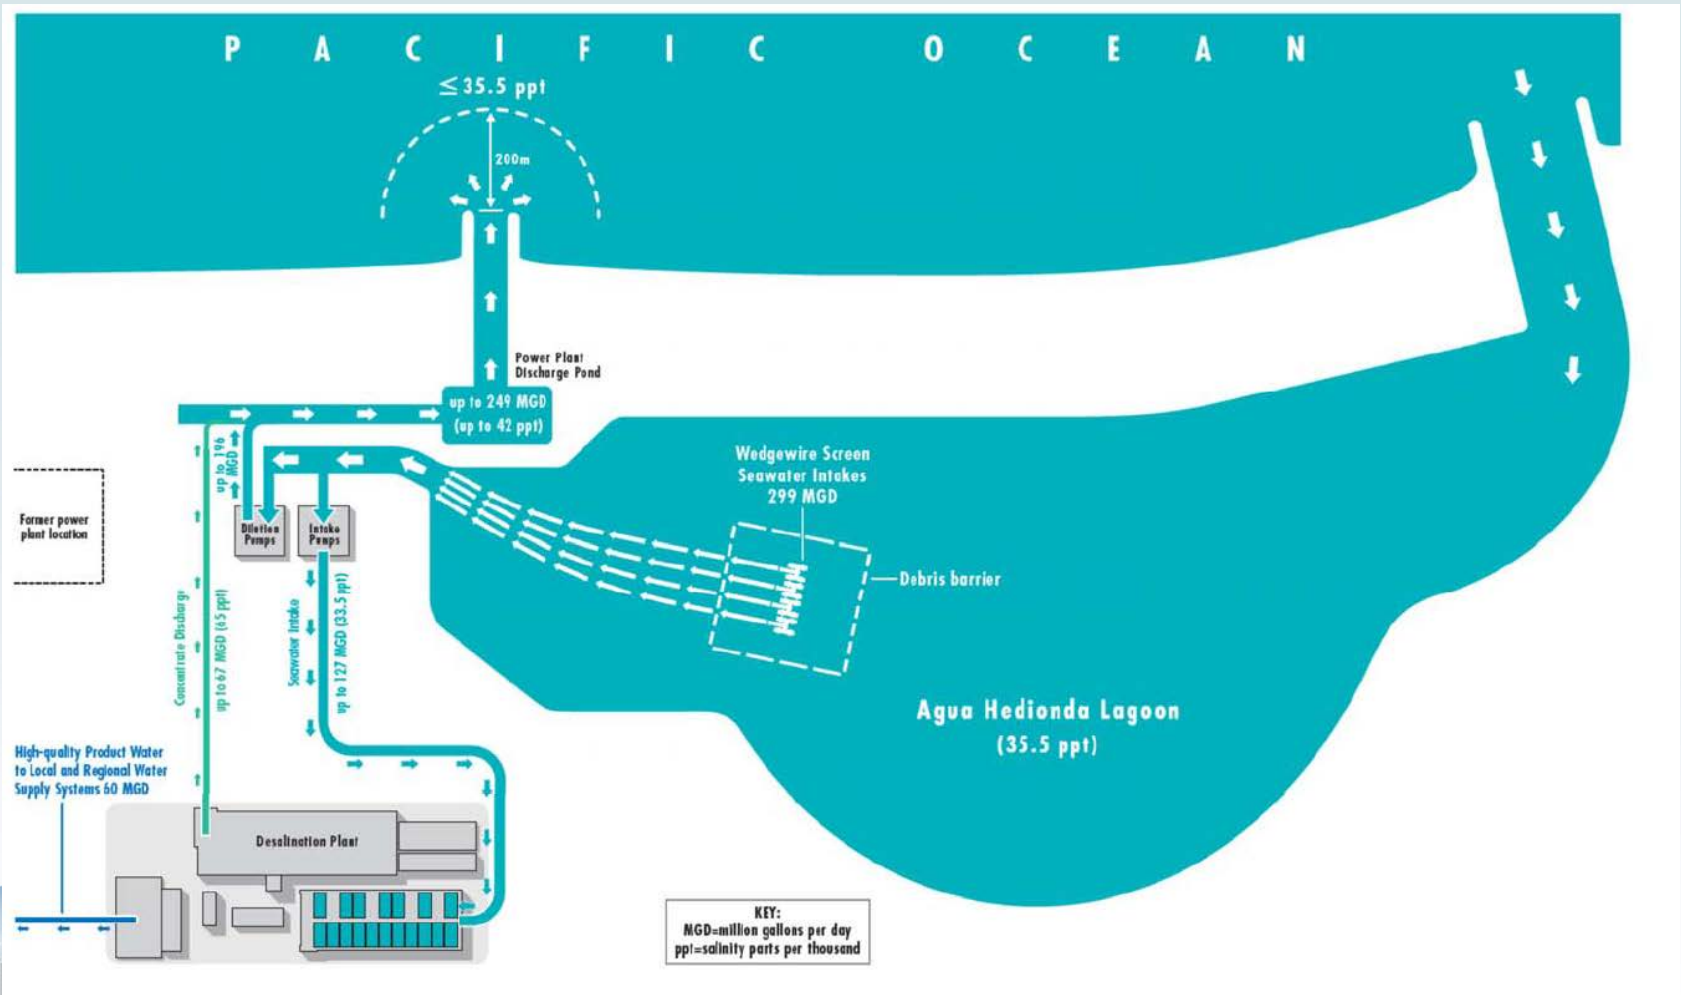 PACIFIC OCEAN
≤35.5 ppt
200m
Power Plant
Discharge Pond
up to 249 MGD
(up to 42 ppt)
up to 196
MGD
Wedgewire Screen
Seawater Intakes
299 MGD
Former power
plant location
Dilution
Pumps
Intake
Pumps
Debris barrier
Concentrate Discharge
up to 67 MGD (65 ppt)
Seawater Intake
up to 127 MGD (33.5 ppt)
Agua Hedionda Lagoon
(35.5 ppt)
High-quality Product Water
to Local and Regional Water
Supply Systems 60 MGD
Desalination Plant
KEY:
MGD=million gallons per day
ppt=salinity parts per thousand